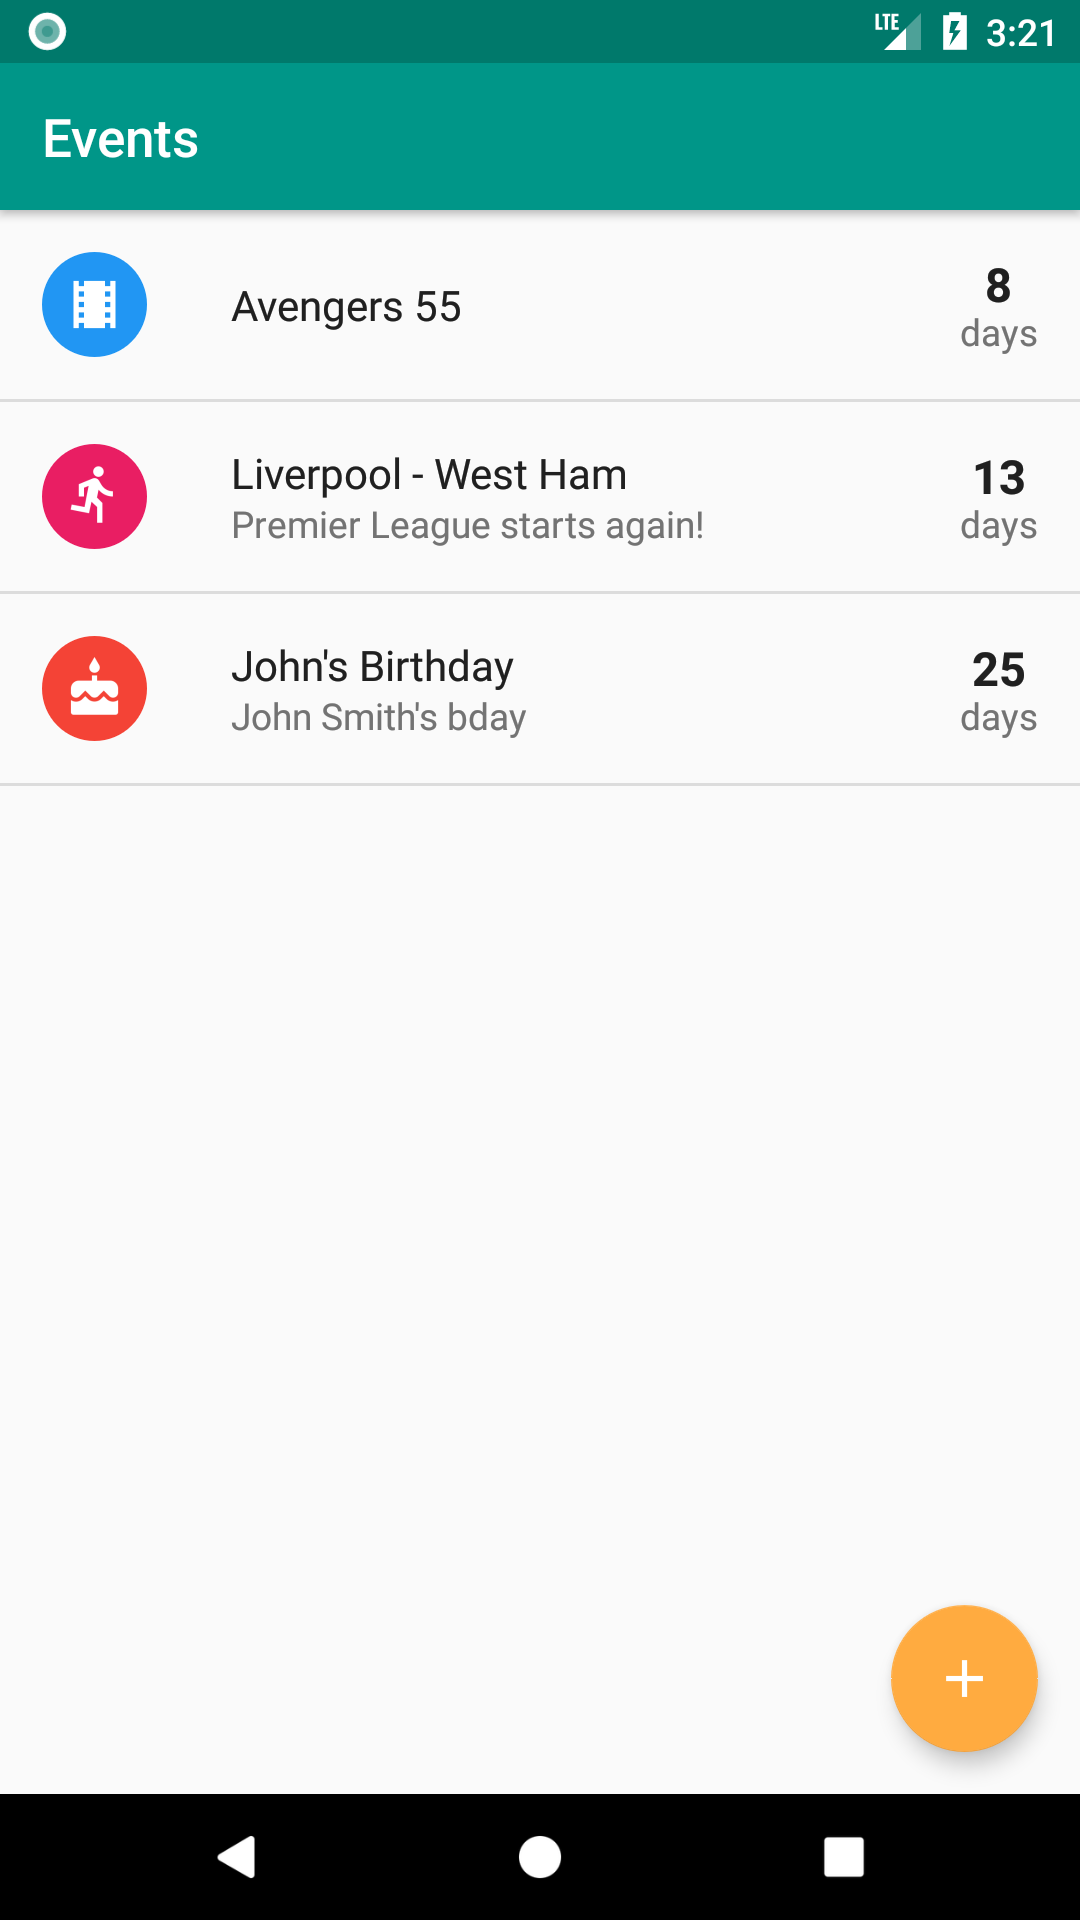 LTE 3:21
Events
Avengers 55
8
days
Liverpool - West Ham
Premier League starts again!
13
days
John's Birthday
John Smith's bday
25
days